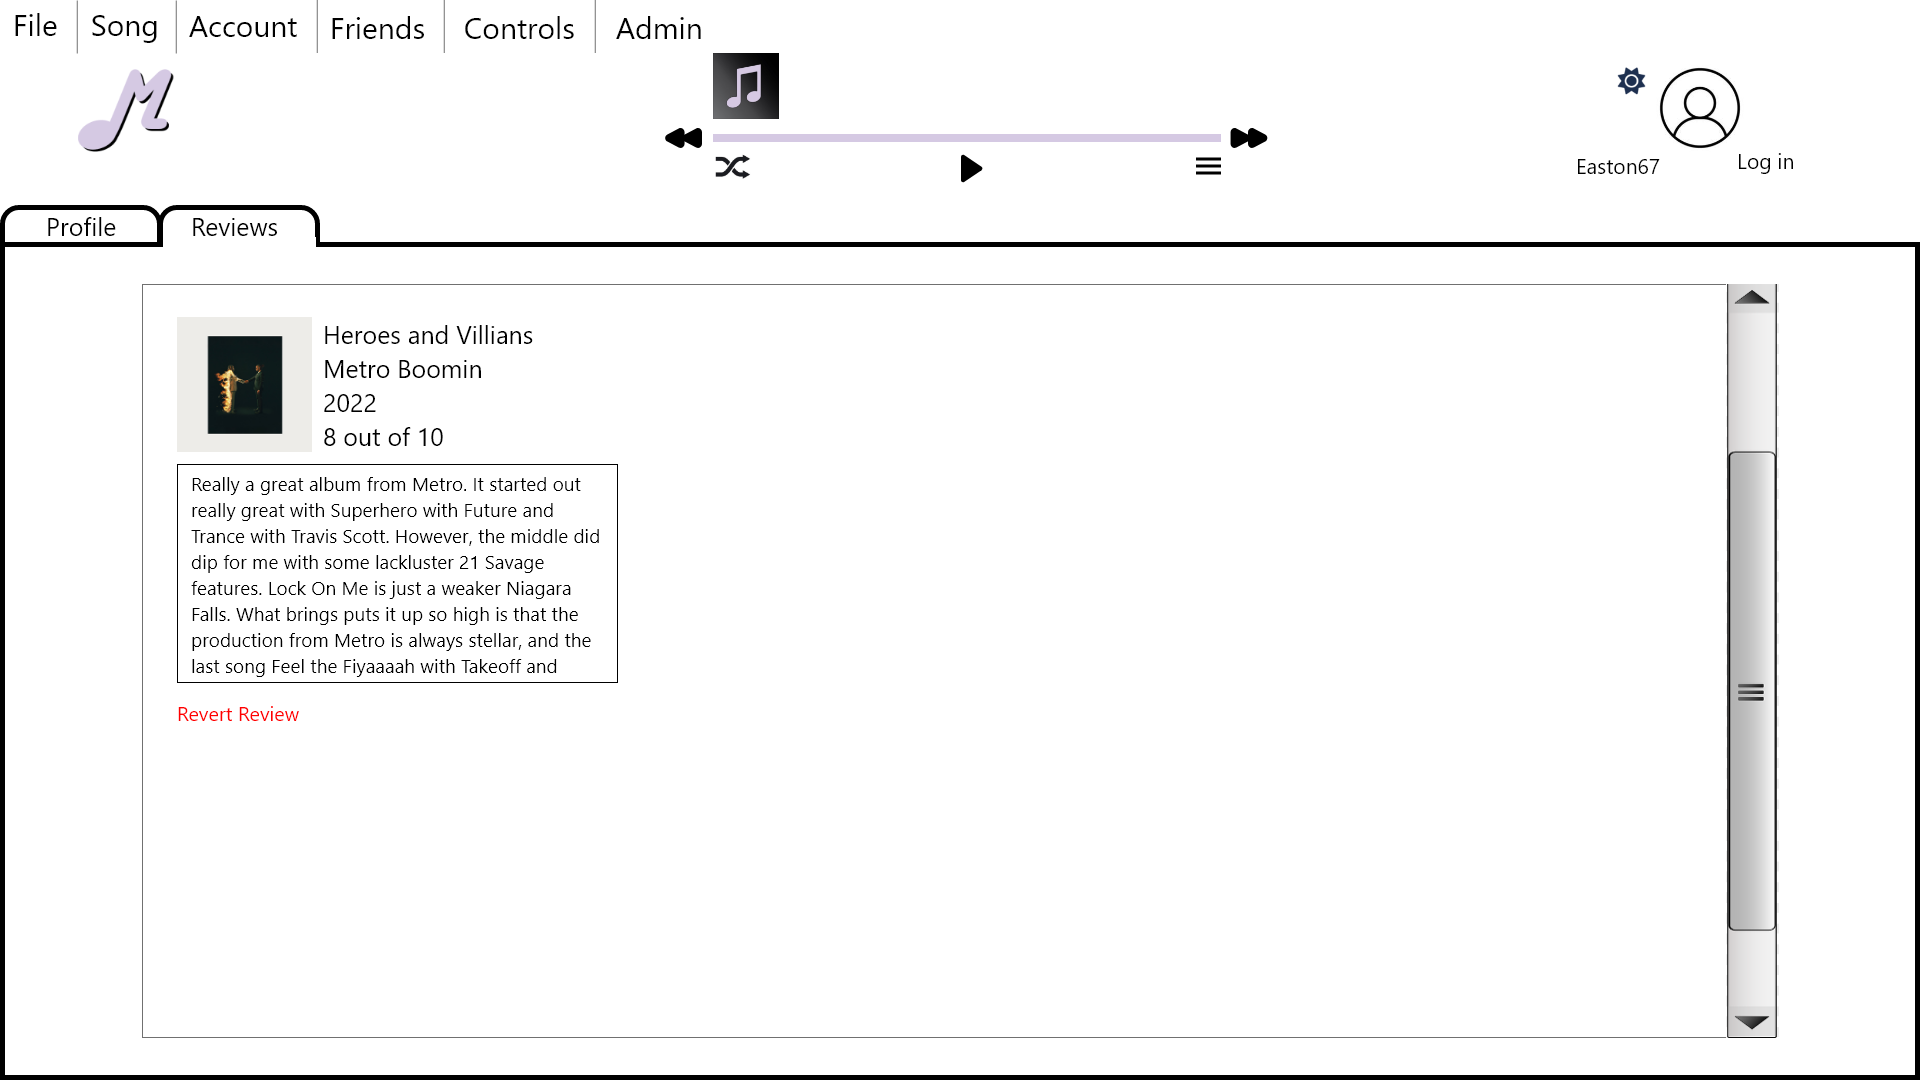 File
Song
Account
Friends
Controls
Admin
Easton67
Log in
Profile
Reviews
Heroes and Villians
Metro Boomin
2022
8 out of 10
Really a great album from Metro. It started out
really great with Superhero with Future and
Trance with Travis Scott. However, the middle did
dip for me with some lackluster 21 Savage
features. Lock On Me is just a weaker Niagara
Falls. What brings puts it up so high is that the
production from Metro is always stellar, and the
last song Feel the Fiyaaaah with Takeoff and
Revert Review